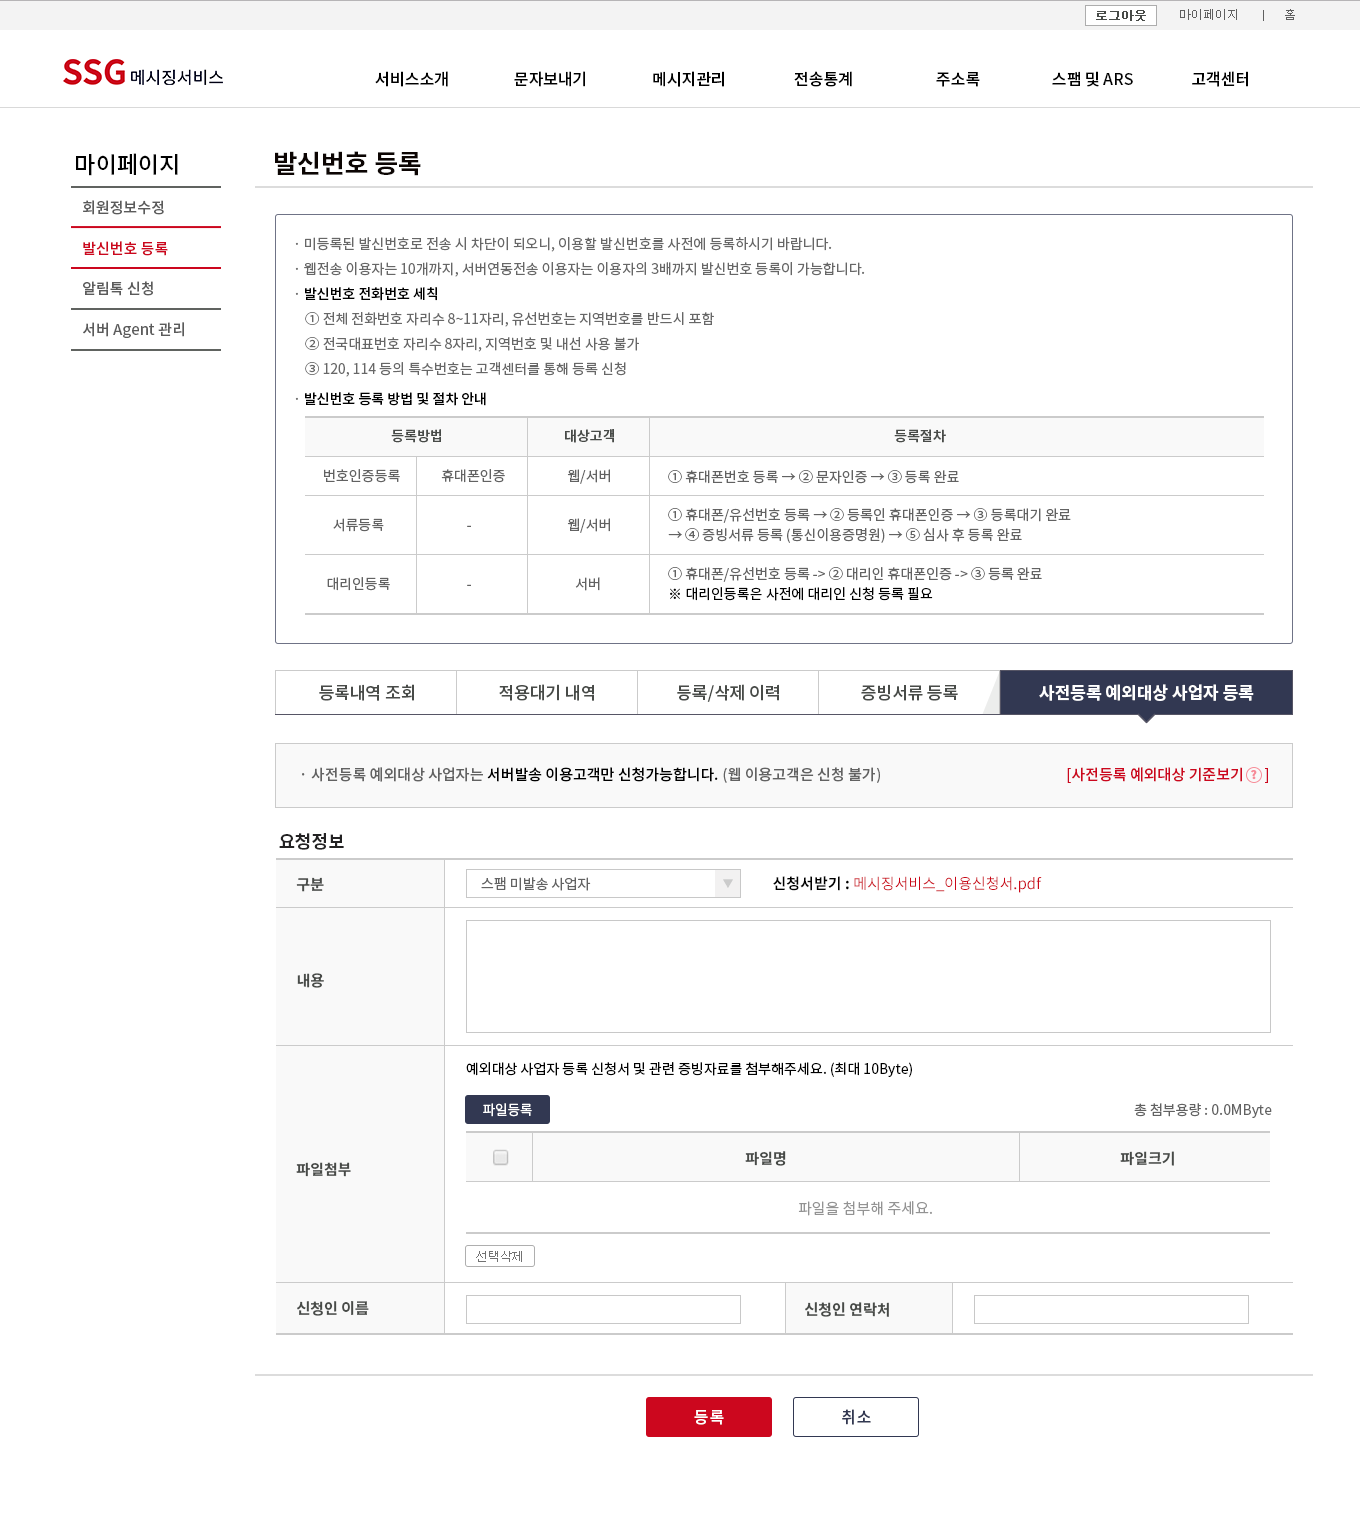 로그아웃 마이페이지 | 홈
SSG 메시징서비스
서비스소개 문자보내기 메시지관리 전송통계 주소록 스팸 및 ARS 고객센터
마이페이지
회원정보수정
발신번호 등록
알림톡 신청
서버 Agent 관리
발신번호 등록
· 미등록된 발신번호로 전송 시 차단이 되오니, 이용할 발신번호를 사전에 등록하시기 바랍니다.
· 웹전송 이용자는 10개까지, 서버연동전송 이용자는 이용자의 3배까지 발신번호 등록이 가능합니다.
· 발신번호 전화번호 세칙
① 전체 전화번호 자리수 8~11자리, 유선번호는 지역번호를 반드시 포함
② 전국대표번호 자리수 8자리, 지역번호 및 내선 사용 불가
③ 120, 114 등의 특수번호는 고객센터를 통해 등록 신청
· 발신번호 등록 방법 및 절차 안내
등록방법 대상고객 등록절차
번호인증등록 휴대폰인증 웹/서버 ① 휴대폰번호 등록 → ② 문자인증 → ③ 등록 완료
서류등록 - 웹/서버 ① 휴대폰/유선번호 등록 → ② 등록인 휴대폰인증 → ③ 등록대기 완료
→ ④ 증빙서류 등록 (통신이용증명원) → ⑤ 심사 후 등록 완료
대리인등록 - 서버 ① 휴대폰/유선번호 등록 -> ② 대리인 휴대폰인증 -> ③ 등록 완료
※ 대리인등록은 사전에 대리인 신청 등록 필요
등록내역 조회 적용대기 내역 등록/삭제 이력 증빙서류 등록 사전등록 예외대상 사업자 등록
· 사전등록 예외대상 사업자는 서버발송 이용고객만 신청가능합니다. (웹 이용고객은 신청 불가) [사전등록 예외대상 기준보기?]
요청정보
구분 스팸 미발송 사업자 ▼ 신청서받기 : 메시징서비스_이용신청서.pdf
내용
파일첨부
예외대상 사업자 등록 신청서 및 관련 증빙자료를 첨부해주세요. (최대 10Byte)
파일등록 총 첨부용량 : 0.0MByte
파일명 파일크기
파일을 첨부해 주세요.
선택삭제
신청인 이름 신청인 연락처
등록 취소